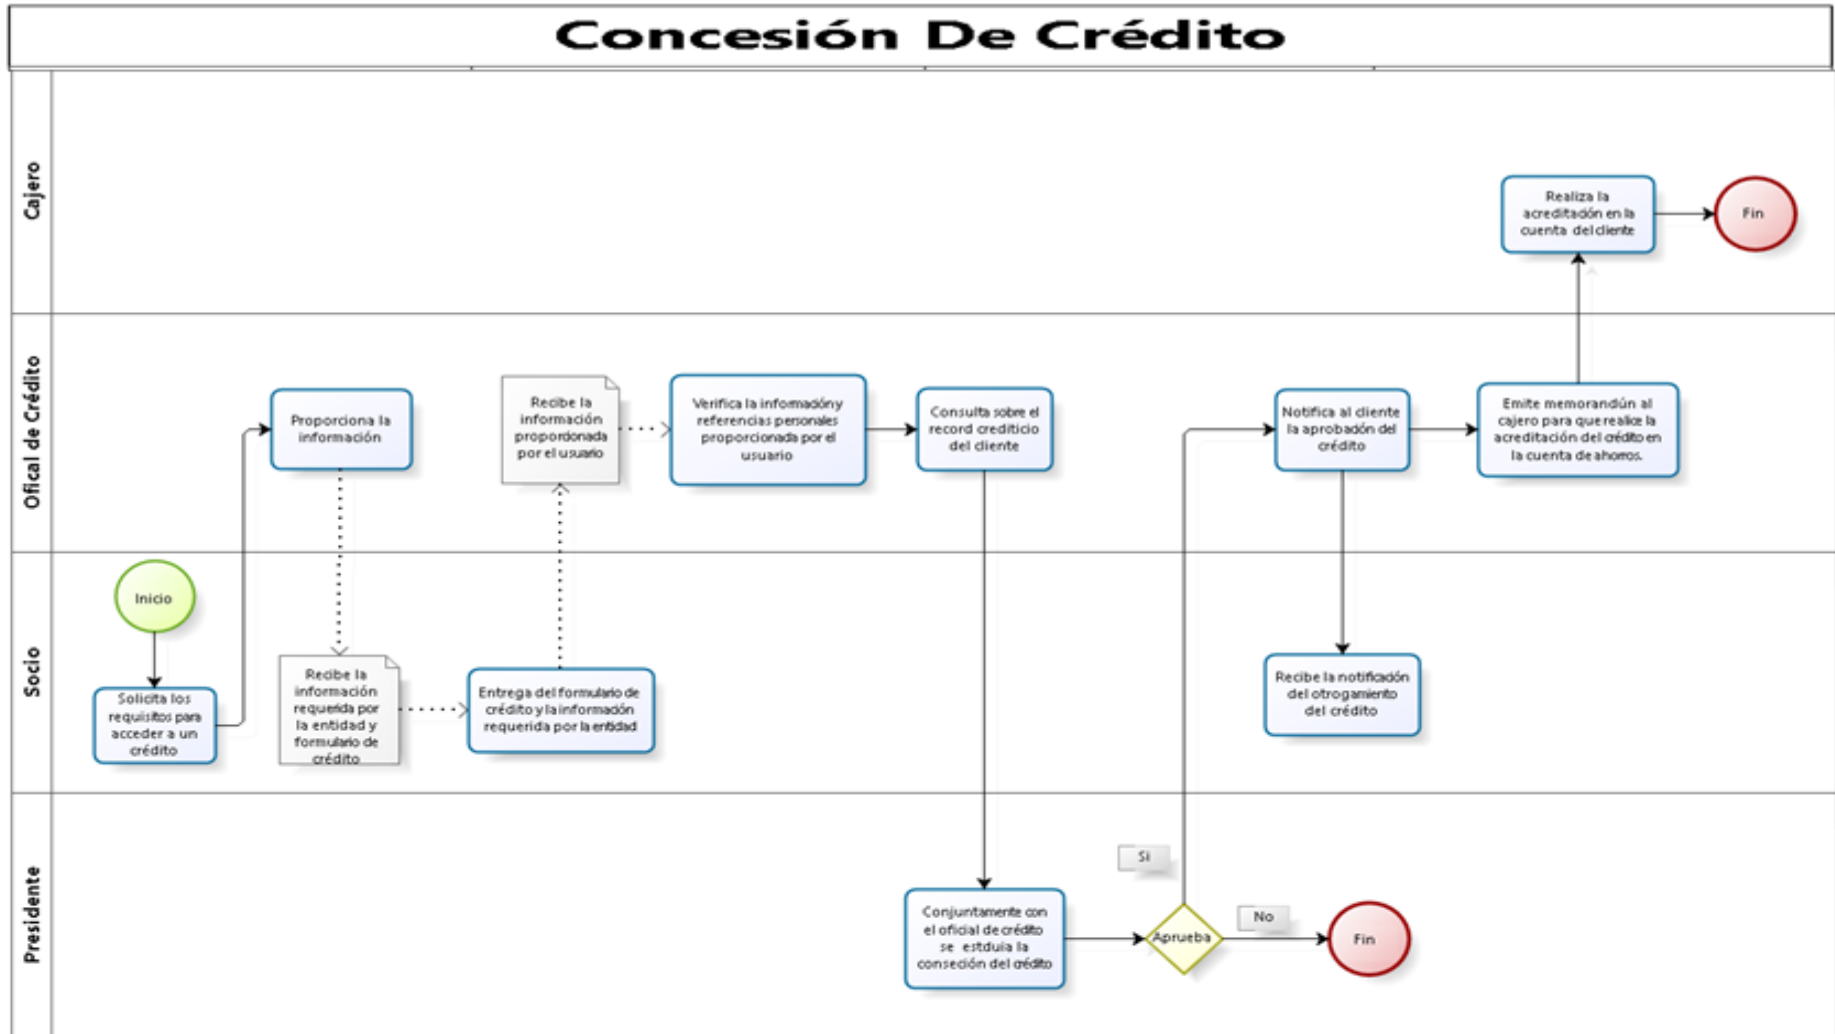 Concesión De Crédito
Cajero
Realiza la
acreditación en la
cuenta del cliente
Fin
Ofical de Crédito
Proporciona la
información
Recibe la
información
proporcionada
por el usuario
Verifica la información y
referencias personales
proporcionada por el
usuario
Consulta sobre el
record crediticio
del cliente
Notifica al cliente
la aprobación del
crédito
Emite memorandún al
cajero para que realice la
acreditación del crédito en
la cuenta de ahorros.
Socio
Inicio
Solicita los
requisitos para
acceder a un
crédito
Recibe la
información
requerida por
la entidad y
formulario de
crédito
Entrega del formulario de
crédito y la información
requerida por la entidad
Recibe la notificación
del otrogamiento
del crédito
Presidente
Conjuntamente con
el oficial de crédito
se estduia la
conseción del crédito
Aprueba
Si
No
Fin